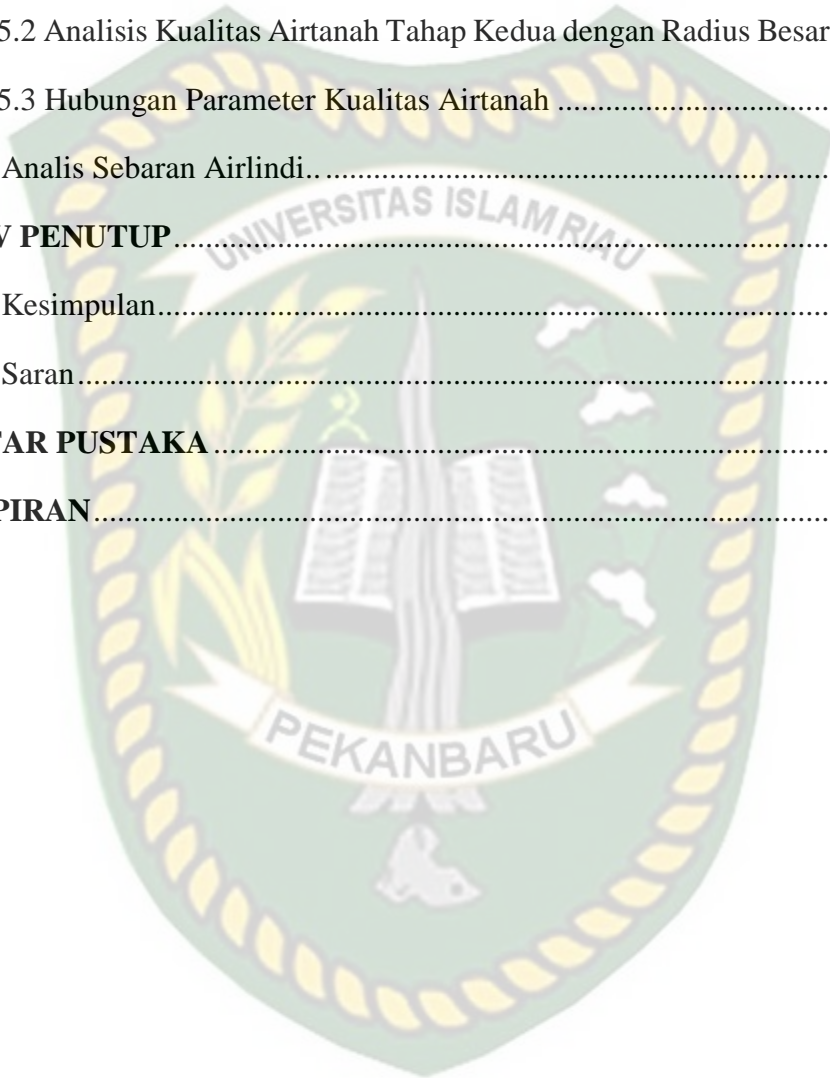 5.2 Analisis Kualitas Airtanah Tahap Kedua dengan Radius Besar
5.3 Hubungan Parameter Kualitas Airtanah ..................................
Analis Sebaran Airlindi.. ...............................................................
V PENUTUP..................................................................................
Kesimpulan....................................................................................
Saran..............................................................................................
TAR PUSTAKA.............................................................................
PIRAN............................................................................................
UNIVERSITAS ISLAM RIAU
PEKANBARU